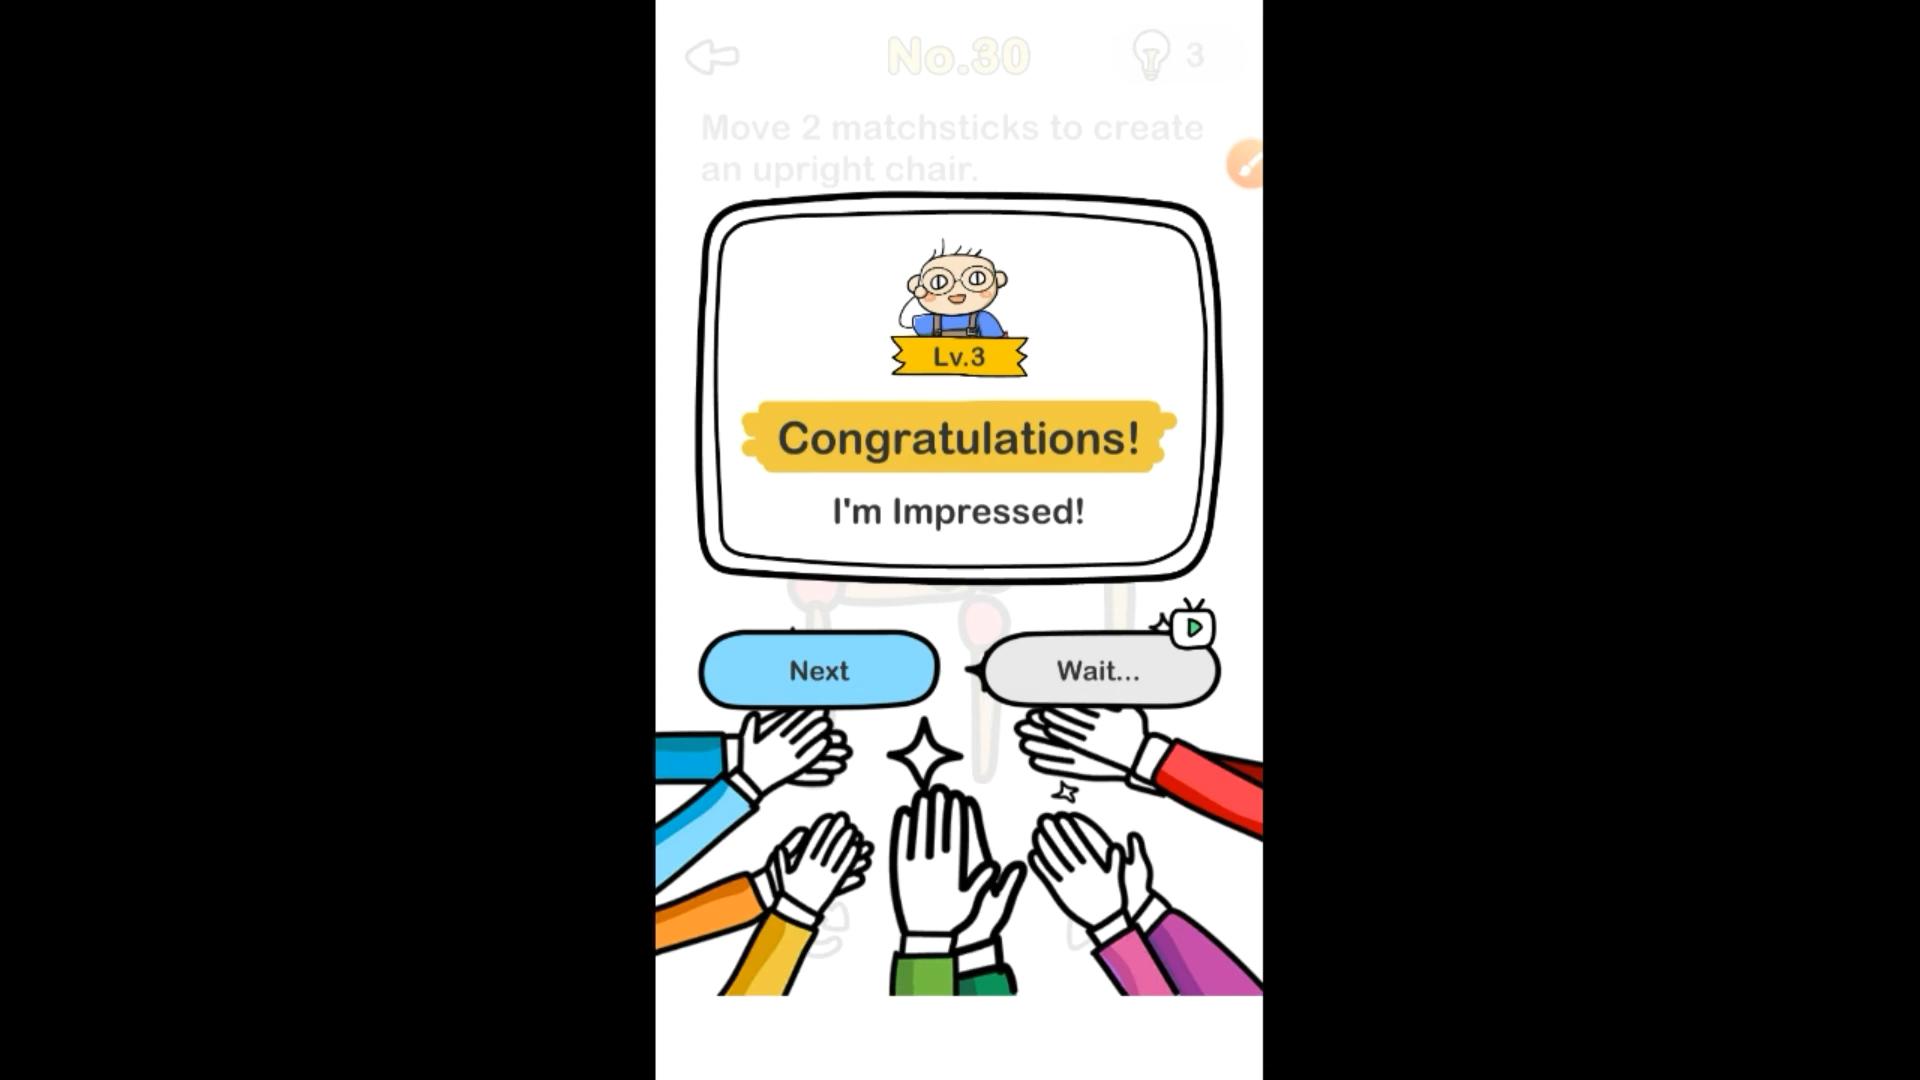 No.30
3
Move 2 matchsticks to create
an upright chair.
Lv.3
Congratulations!
I'm Impressed!
Next
Wait...